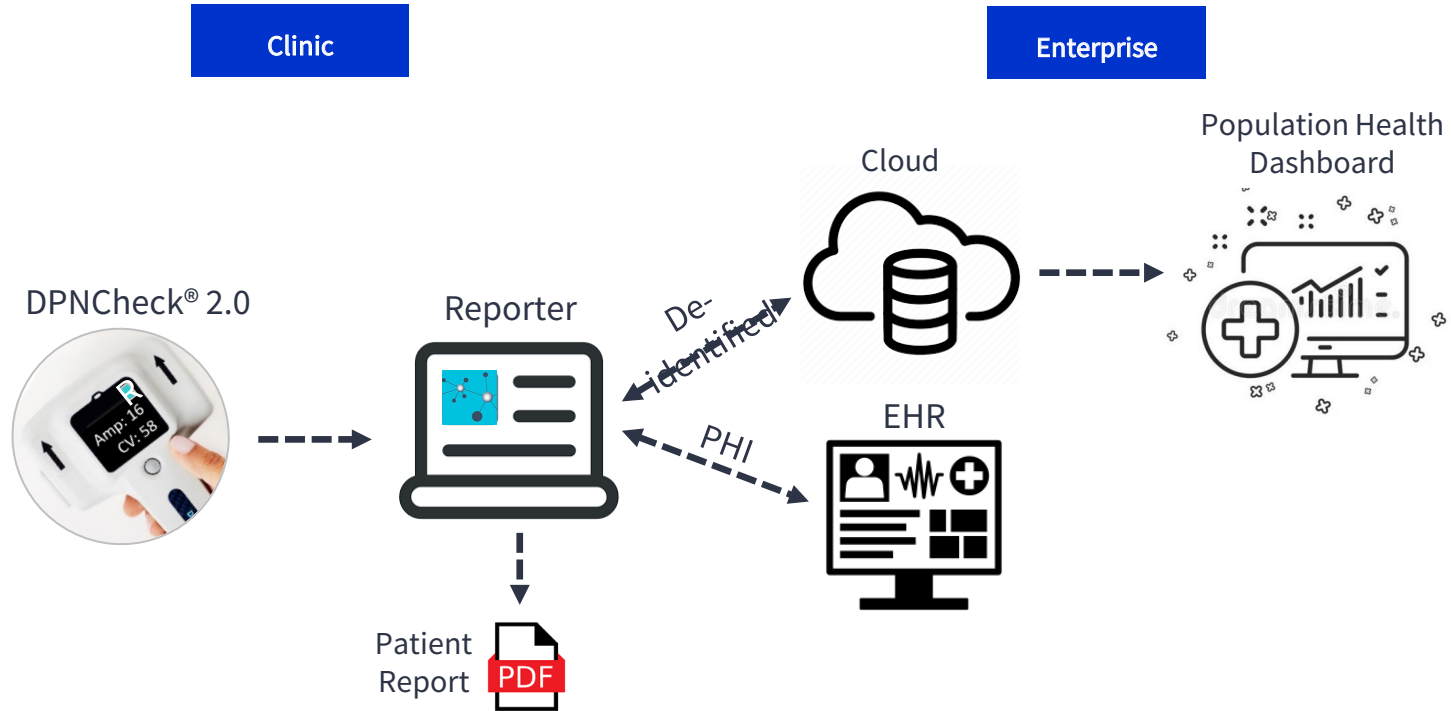 Clinic
Enterprise
Population Health
Dashboard
Cloud
DPNCheck® 2.0
Reporter
De-
identified
R
Amp: 16
CV: 58
PHI
EHR
Patient
Report
PDF